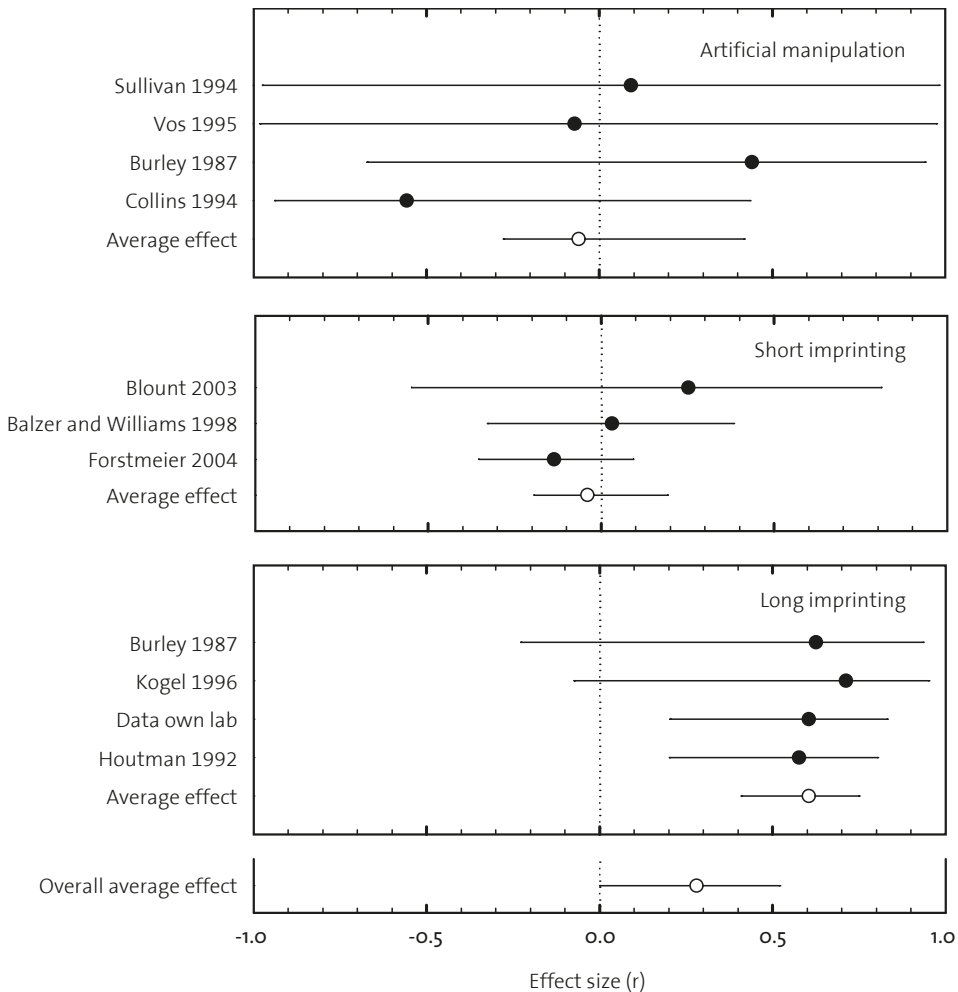 Artificial manipulation
Sullivan 1994
Vos 1995
Burley 1987
Collins 1994
Average effect
Short imprinting
Blount 2003
Balzer and Williams 1998
Forstmeier 2004
Average effect
Long imprinting
Burley 1987
Kogel 1996
Data own lab
Houtman 1992
Average effect
Overall average effect
-1.0 -0.5 0.0 0.5 1.0
Effect size (r)